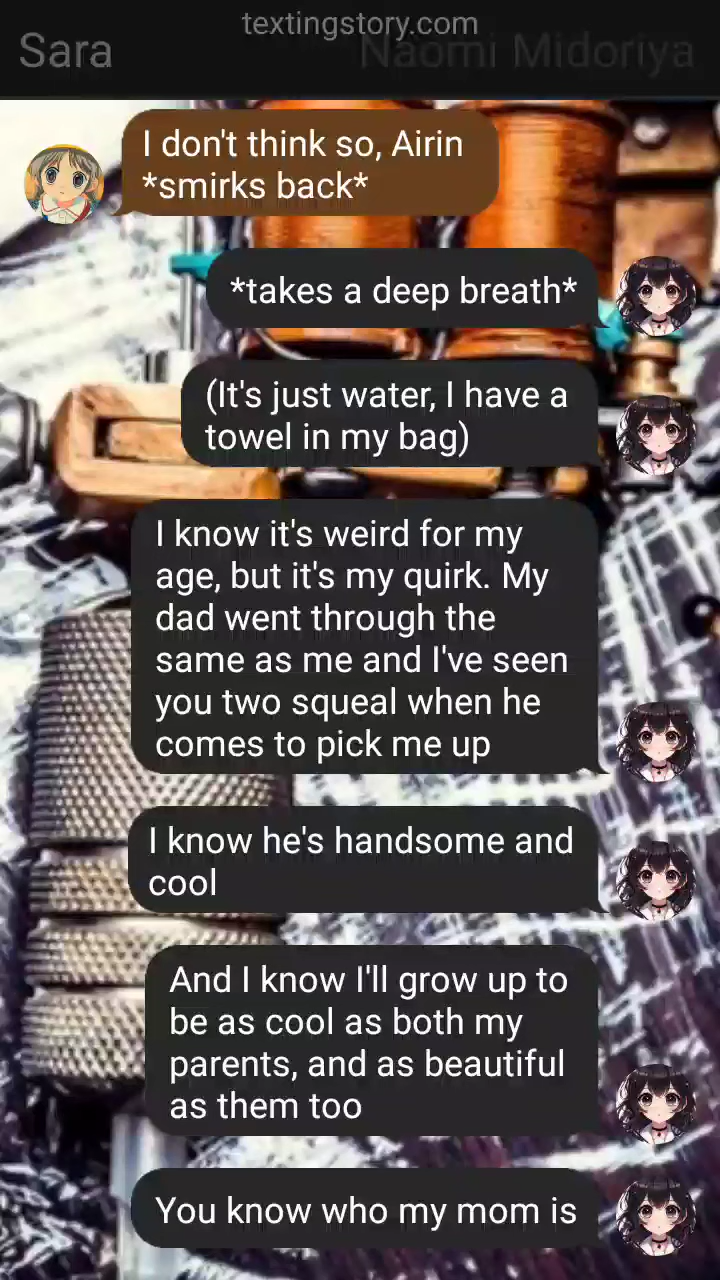 textingstory.com
Sara
Naomi Midoriya
I don't think so, Airin
*smirks back*
*takes a deep breath*
(It's just water, I have a
towel in my bag)
I know it's weird for my
age, but it's my quirk. My
dad went through the
same as me and I've seen
you two squeal when he
comes to pick me up
I know he's handsome and
cool
And I know I'll grow up to
be as cool as both my
parents, and as beautiful
as them too
You know who my mom is